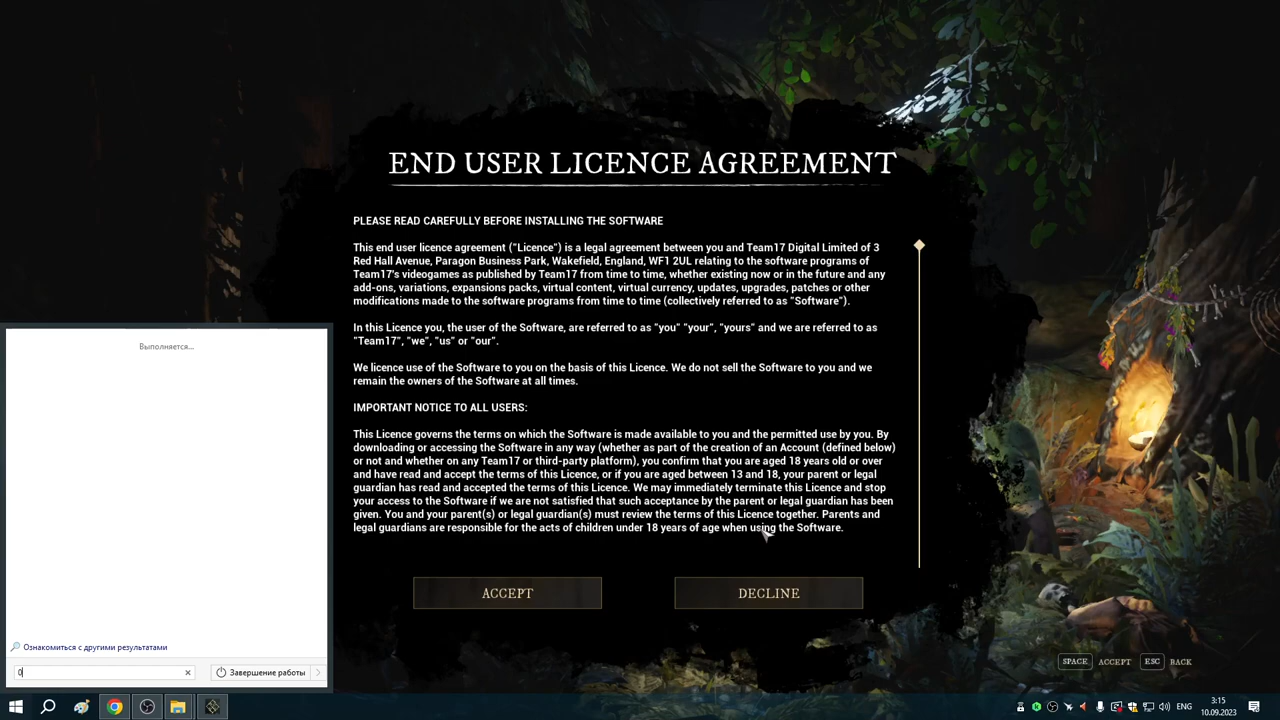 END USER LICENCE AGREEMENT
PLEASE READ CAREFULLY BEFORE INSTALLING THE SOFTWARE
This end user licence agreement ("Licence") is a legal agreement between you and Team17 Digital Limited of 3
Red Hall Avenue, Paragon Business Park, Wakefield, England, WF1 2UL relating to the software programs of
Team17's videogames as published by Team17 from time to time, whether existing now or in the future and any
add-ons, variations, expansions packs, virtual content, virtual currency, updates, upgrades, patches or other
modifications made to the software programs from time to time (collectively referred to as "Software").
In this Licence you, the user of the Software, are referred to as "you" "your", "yours" and we are referred to as
"Team17", "we", "us" or "our".
We licence use of the Software to you on the basis of this Licence. We do not sell the Software to you and we
remain the owners of the Software at all times.
IMPORTANT NOTICE TO ALL USERS:
This Licence governs the terms on which the Software is made available to you and the permitted use by you. By
downloading or accessing the Software in any way (whether as part of the creation of an Account (defined below)
or not and whether on any Team17 or third-party platform), you confirm that you are aged 18 years old or over
and have read and accept the terms of this Licence, or if you are aged between 13 and 18, your parent or legal
guardian has read and accepted the terms of this Licence. We may immediately terminate this Licence and stop
your access to the Software if we are not satisfied that such acceptance by the parent or legal guardian has been
given. You and your parent(s) or legal guardian(s) must review the terms of this Licence together. Parents and
legal guardians are responsible for the acts of children under 18 years of age when using the Software.
ACCEPT
DECLINE
SPACE ACCEPT ESC BACK
Выполняется...
Ознакомиться с другими результатами
0
Завершение работы
ENG
3:15
10.09.2023